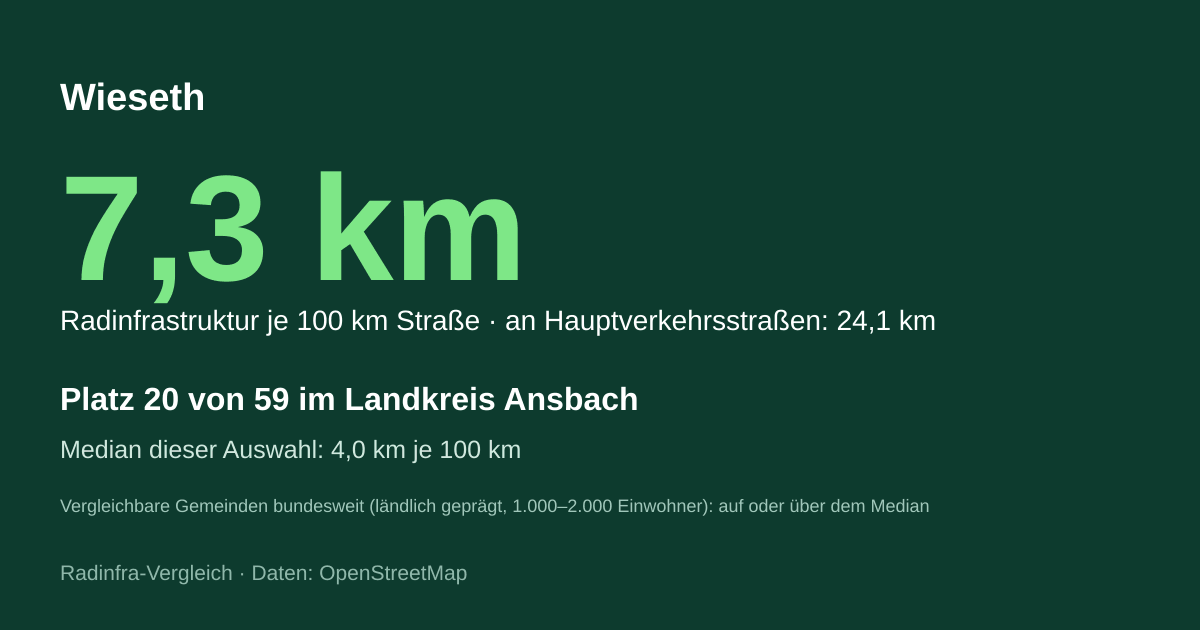 Wieseth
7,3 km
Radinfrastruktur je 100 km Straße · an Hauptverkehrsstraßen: 24,1 km
Platz 20 von 59 im Landkreis Ansbach
Median dieser Auswahl: 4,0 km je 100 km
Vergleichbare Gemeinden bundesweit (ländlich geprägt, 1.000–2.000 Einwohner): auf oder über dem Median
Radinfra-Vergleich · Daten: OpenStreetMap